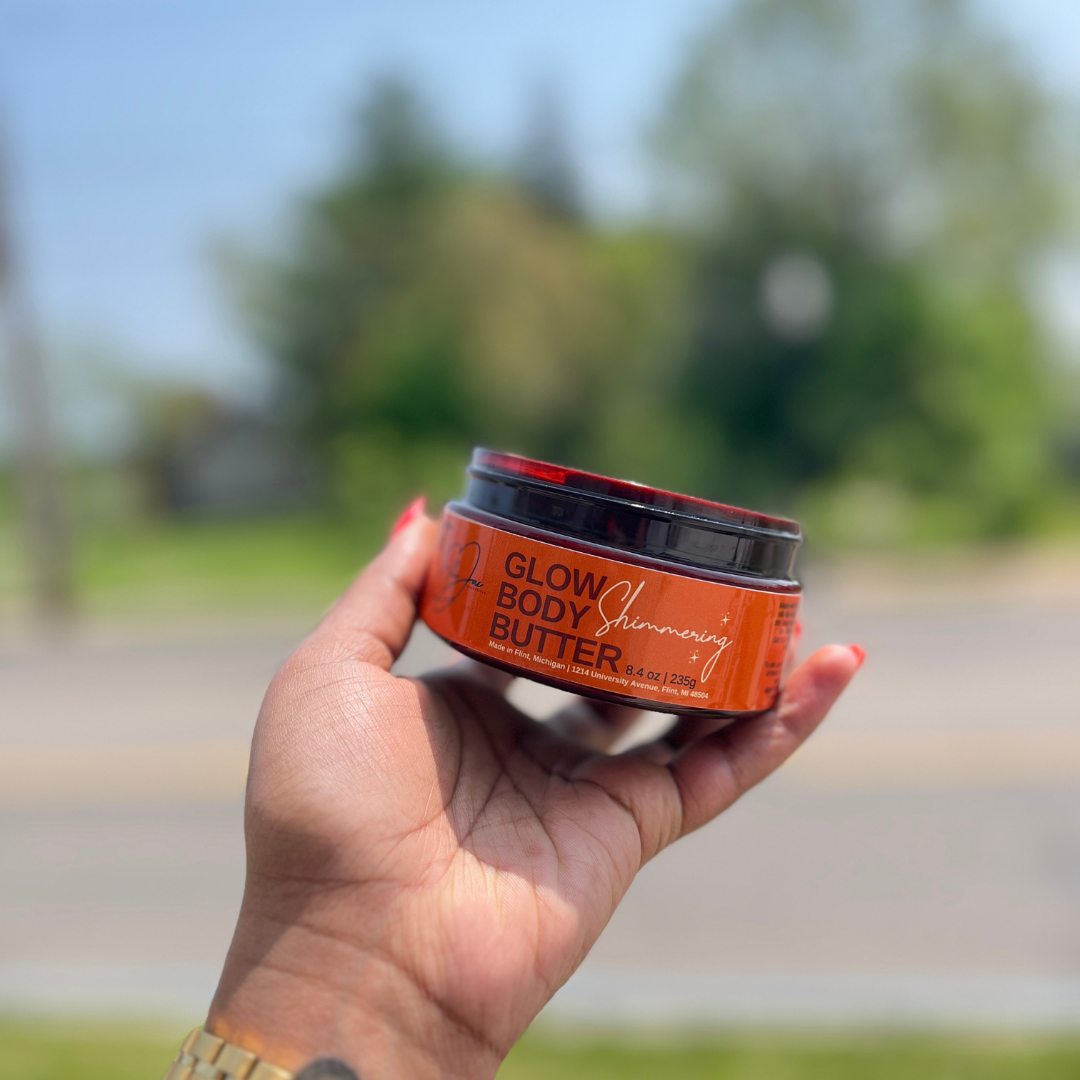 GLOW
BODY
BUTTER
Shimmering
8.4 oz | 235g
Made in Flint, Michigan | 1214 University Avenue, Flint, MI 48504